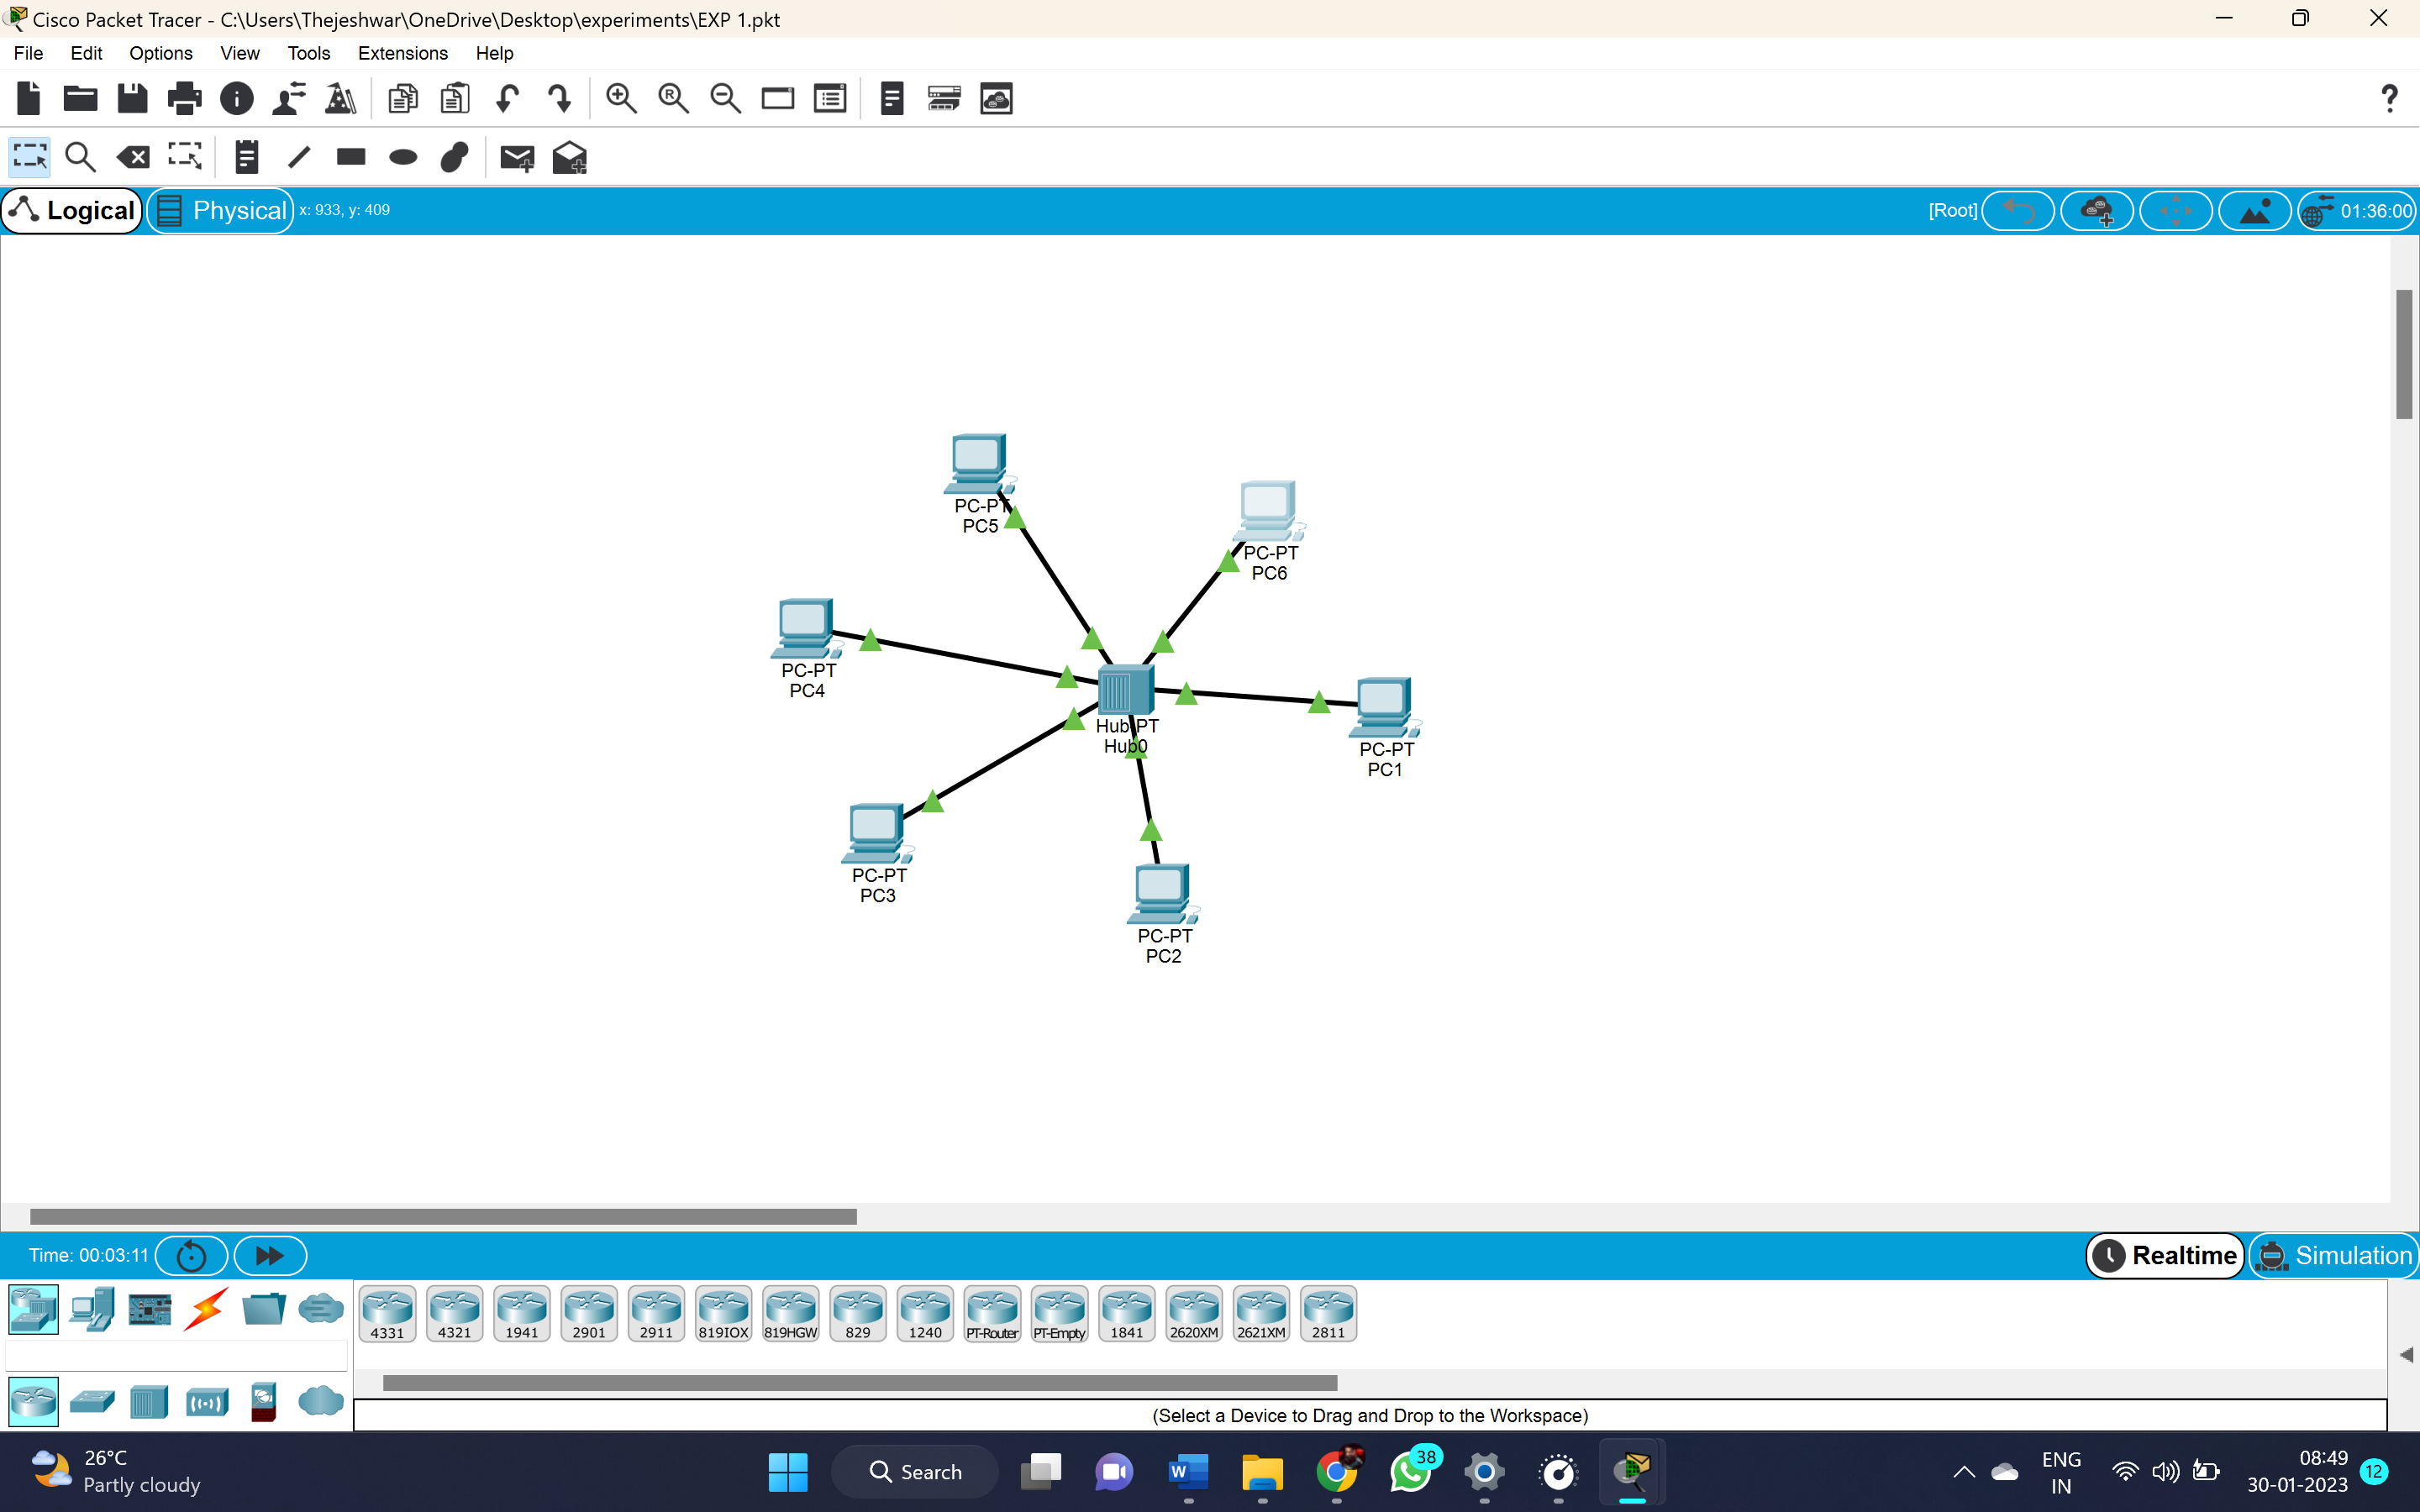 Cisco Packet Tracer - C:\Users\Thejeshwar\OneDrive\Desktop\experiments\EXP 1.pkt
File Edit Options View Tools Extensions Help
Logical Physical x: 933, y: 409 [Root] 01:36:00
PC-PT
PC5
PC-PT
PC6
PC-PT
PC4
Hub-PT
Hub0
PC-PT
PC1
PC-PT
PC3
PC-PT
PC2
Time: 00:03:11 Realtime Simulation
4331 4321 1941 2901 2911 819IOX 819HGW 829 1240 PT-Router PT-Empty 1841 2620XM 2621XM 2811
(Select a Device to Drag and Drop to the Workspace)
26°C
Partly cloudy
Search
38
ENG
IN
08:49
30-01-2023
12